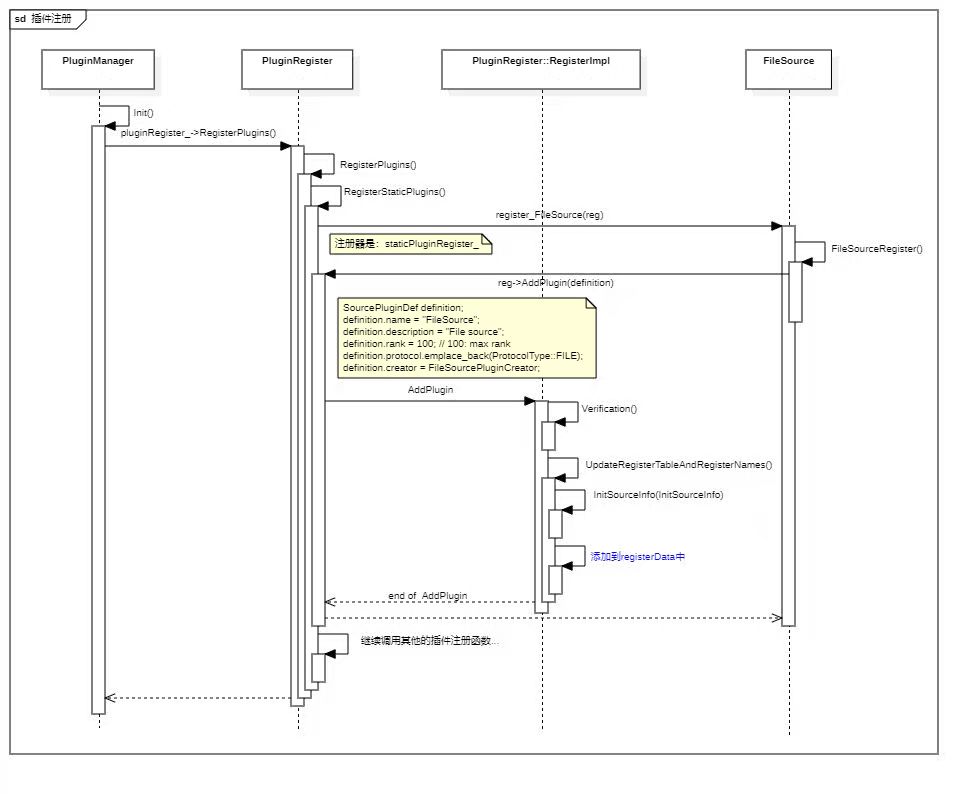 sd 插件注册
PluginManager
PluginRegister
PluginRegister::RegisterImpl
FileSource
Init()
pluginRegister_->RegisterPlugins()
RegisterPlugins()
RegisterStaticPlugins()
register_FileSource(reg)
注册器是：staticPluginRegister_
FileSourceRegister()
reg->AddPlugin(definition)
SourcePluginDef definition;
definition.name = "FileSource";
definition.description = "File source";
definition.rank = 100; // 100: max rank
definition.protocol.emplace_back(ProtocolType::FILE);
definition.creator = FileSourcePluginCreator;
AddPlugin
Verification()
UpdateRegisterTableAndRegisterNames()
InitSourceInfo(InitSourceInfo)
添加到registerData中
end of AddPlugin
继续调用其他的插件注册函数...